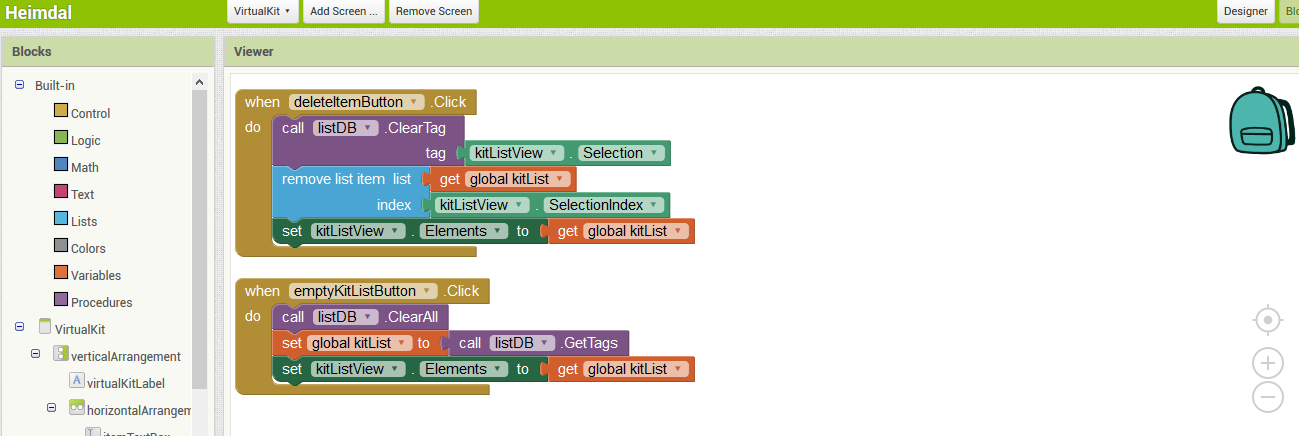 Heimdal VirtualKit Add Screen ... Remove Screen Designer
Blocks Viewer
Built-in
Control
Logic
Math
Text
Lists
Colors
Variables
Procedures
VirtualKit
verticalArrangement
A virtualKitLabel
horizontalArrangem
when deleteItemButton .Click
do call listDB .ClearTag
tag kitListView . Selection
remove list item list get global kitList
index kitListView . SelectionIndex
set kitListView . Elements to get global kitList
when emptyKitListButton .Click
do call listDB .ClearAll
set global kitList to call listDB .GetTags
set kitListView . Elements to get global kitList